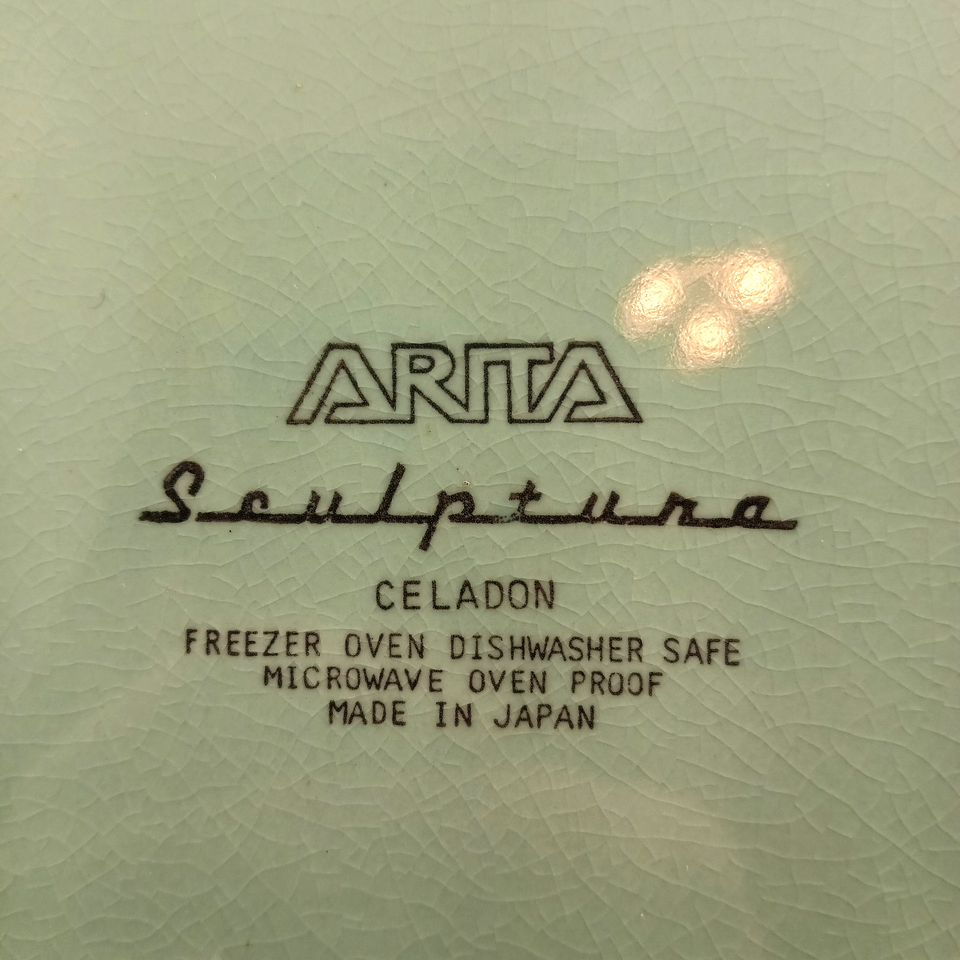 ARITA
Sculptura
CELADON
FREEZER OVEN DISHWASHER SAFE
MICROWAVE OVEN PROOF
MADE IN JAPAN